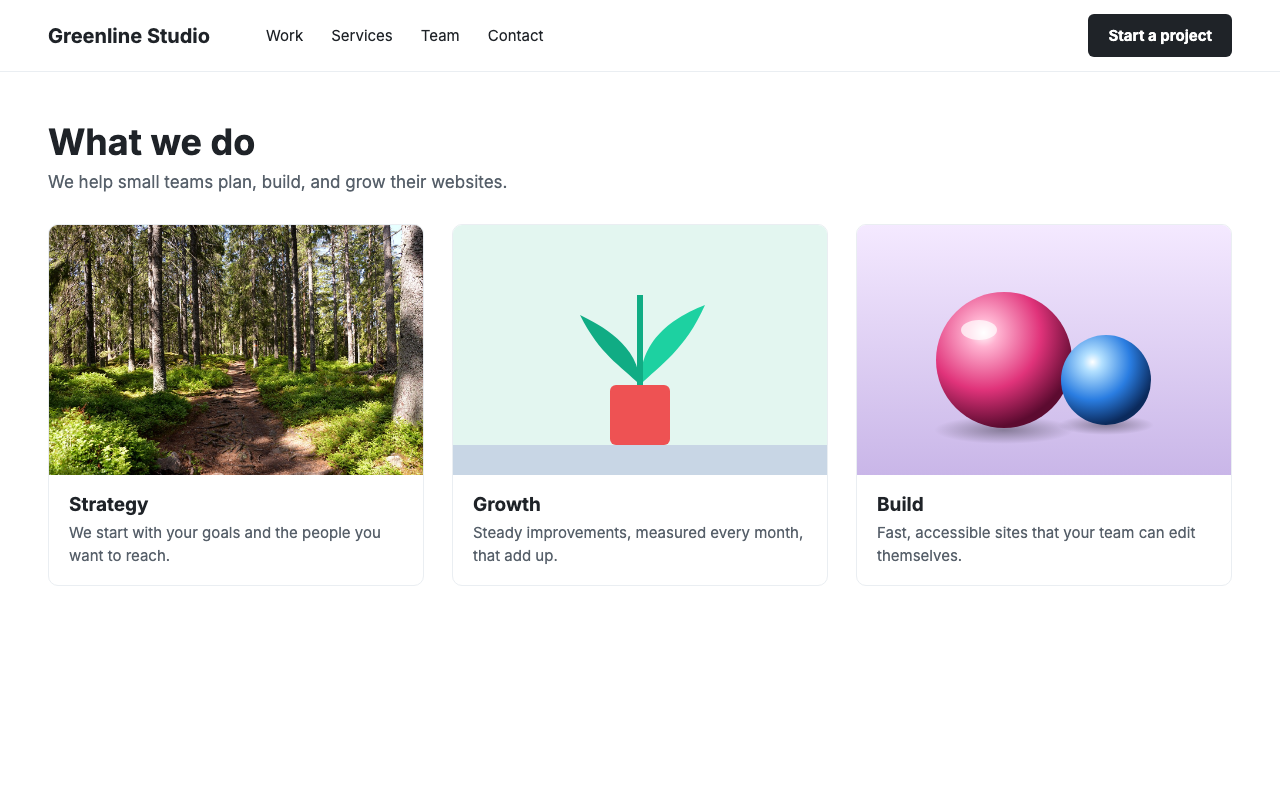 Greenline Studio
Work
Services
Team
Contact
Start a project
What we do
We help small teams plan, build, and grow their websites.
Strategy
We start with your goals and the people you
want to reach.
Growth
Steady improvements, measured every month,
that add up.
Build
Fast, accessible sites that your team can edit
themselves.